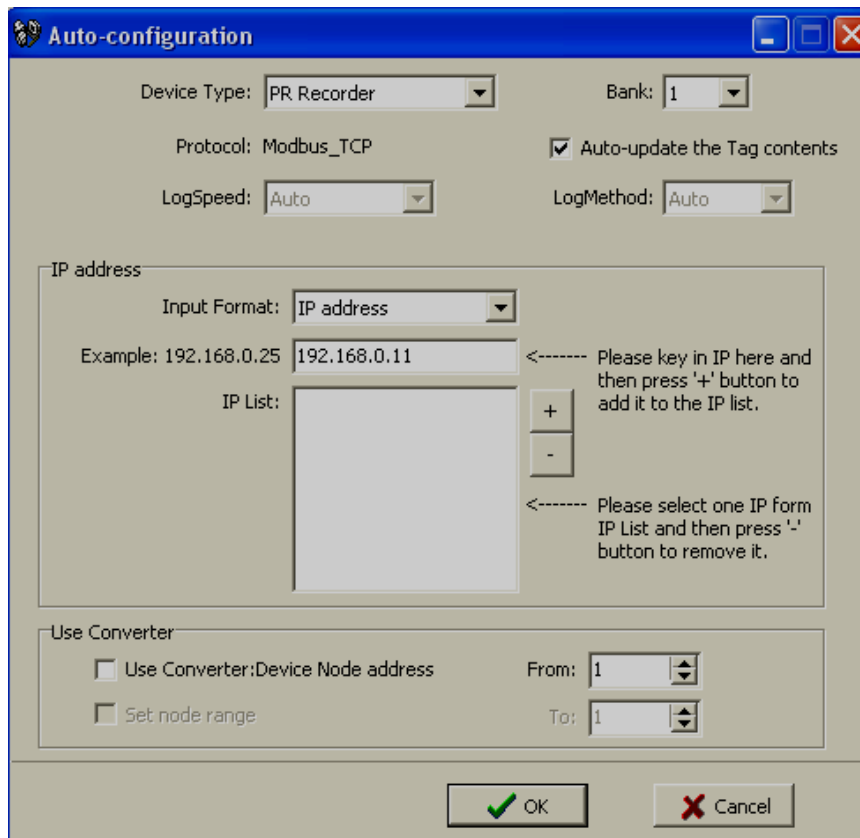 Auto-configuration
Device Type: PR Recorder Bank: 1
Protocol: Modbus_TCP Auto-update the Tag contents
LogSpeed: Auto LogMethod: Auto
IP address
Input Format: IP address
Example: 192.168.0.25 192.168.0.11 <------- Please key in IP here and
then press '+' button to
IP List: + add it to the IP list.
-
<------- Please select one IP form
IP List and then press '-'
button to remove it.
Use Converter
Use Converter:Device Node address From: 1
Set node range To: 1
OK Cancel